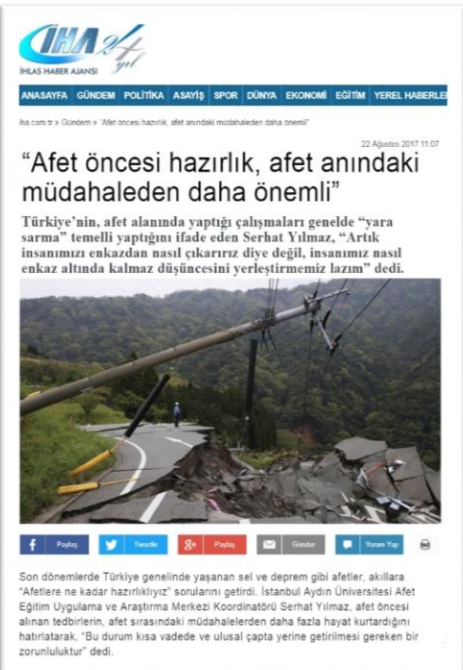 İHA 24 yıl
İHLAS HABER AJANSI
ANASAYFA GÜNDEM POLİTİKA ASAYİŞ SPOR DÜNYA EKONOMİ EĞİTİM YEREL HABERLER
iha.com.tr » Gündem » "Afet öncesi hazırlık, afet anındaki müdahaleden daha önemli"
22 Ağustos 2017 11:07
“Afet öncesi hazırlık, afet anındaki
müdahaleden daha önemli”
Türkiye’nin, afet alanında yaptığı çalışmaları genelde “yara
sarma” temelli yaptığını ifade eden Serhat Yılmaz, “Artık
insanımızı enkazdan nasıl çıkarırız diye değil, insanımız nasıl
enkaz altında kalmaz düşüncesini yerleştirmemiz lazım” dedi.
Paylaş Tweetle Paylaş Gönder Yorum Yap
Son dönemlerde Türkiye genelinde yaşanan sel ve deprem gibi afetler, akıllara
“Afetlere ne kadar hazırlıklıyız” sorularını getirdi. İstanbul Aydın Üniversitesi Afet
Eğitim Uygulama ve Araştırma Merkezi Koordinatörü Serhat Yılmaz, afet öncesi
alınan tedbirlerin, afet sırasındaki müdahalelerden daha fazla hayat kurtardığını
hatırlatarak, “Bu durum kısa vadede ve ulusal çapta yerine getirilmesi gereken bir
zorunluluktur” dedi.